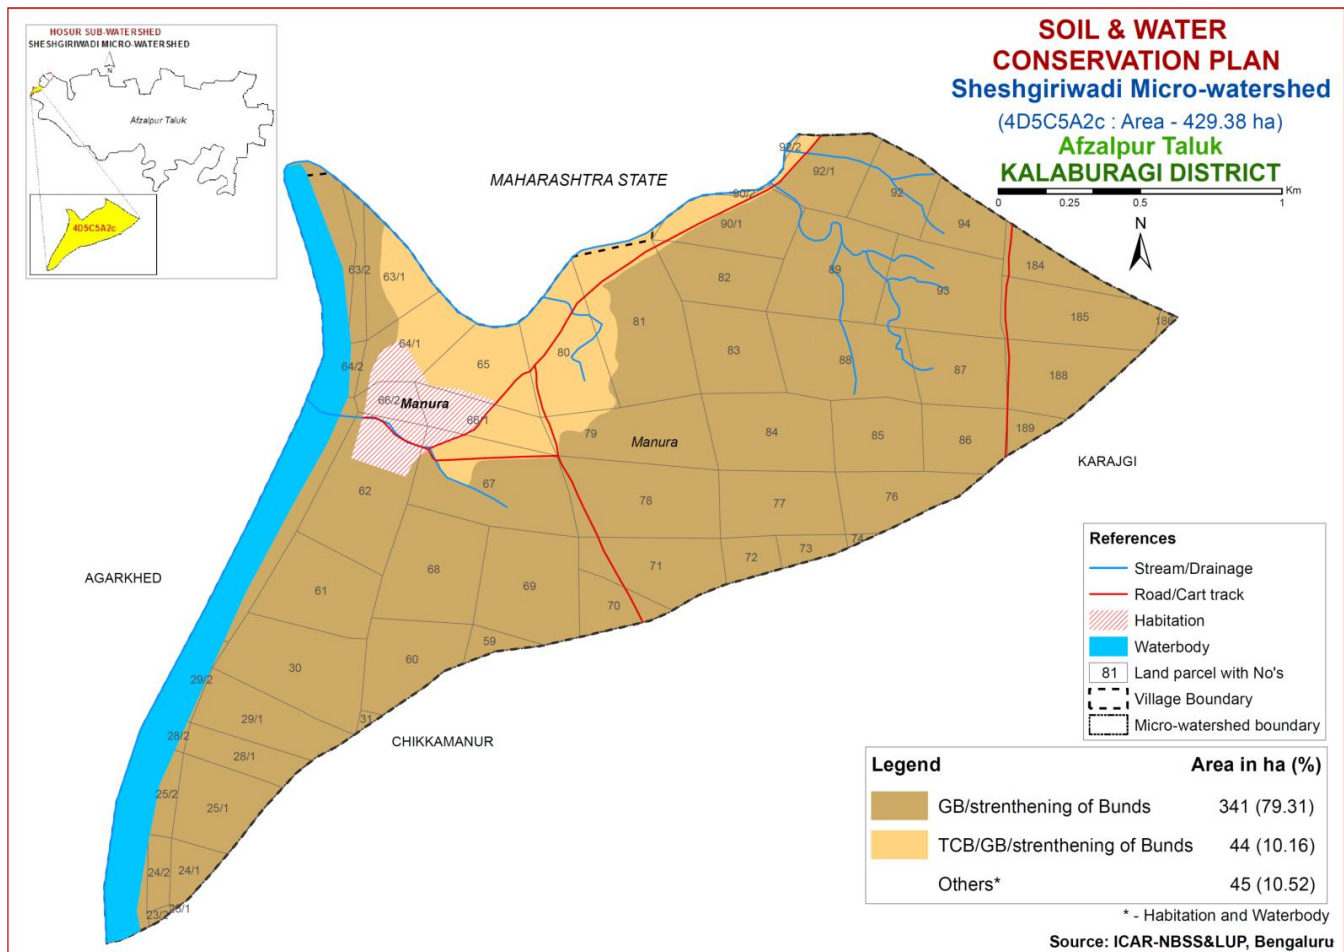 HOSUR SUB-WATERSHED
SHESHGIRIWADI MICRO-WATERSHED
N
Afzalpur Taluk
4D5C5A2c
SOIL & WATER
CONSERVATION PLAN
Sheshgiriwadi Micro-watershed
(4D5C5A2c : Area - 429.38 ha)
Afzalpur Taluk
KALABURAGI DISTRICT
Km
0 0.25 0.5 1
N
MAHARASHTRA STATE
92/2
92/1
92
90/2
94
90/1
63/2
63/1
82
89
184
93
185
186
81
64/1
65
80
83
88
87
64/2
188
66/2
Manura
66/1
79
Manura
84
85
86
189
KARAJGI
62
67
78
77
76
74
73
72
71
AGARKHED
61
68
69
70
59
60
30
29/2
29/1
31
CHIKKAMANUR
28/2
28/1
25/2
25/1
24/2
24/1
23/2
References
Stream/Drainage
Road/Cart track
Habitation
Waterbody
81 Land parcel with No's
Village Boundary
Micro-watershed boundary
Legend Area in ha (%)
GB/strenthening of Bunds 341 (79.31)
TCB/GB/strenthening of Bunds 44 (10.16)
Others* 45 (10.52)
* - Habitation and Waterbody
Source: ICAR-NBSS&LUP, Bengaluru